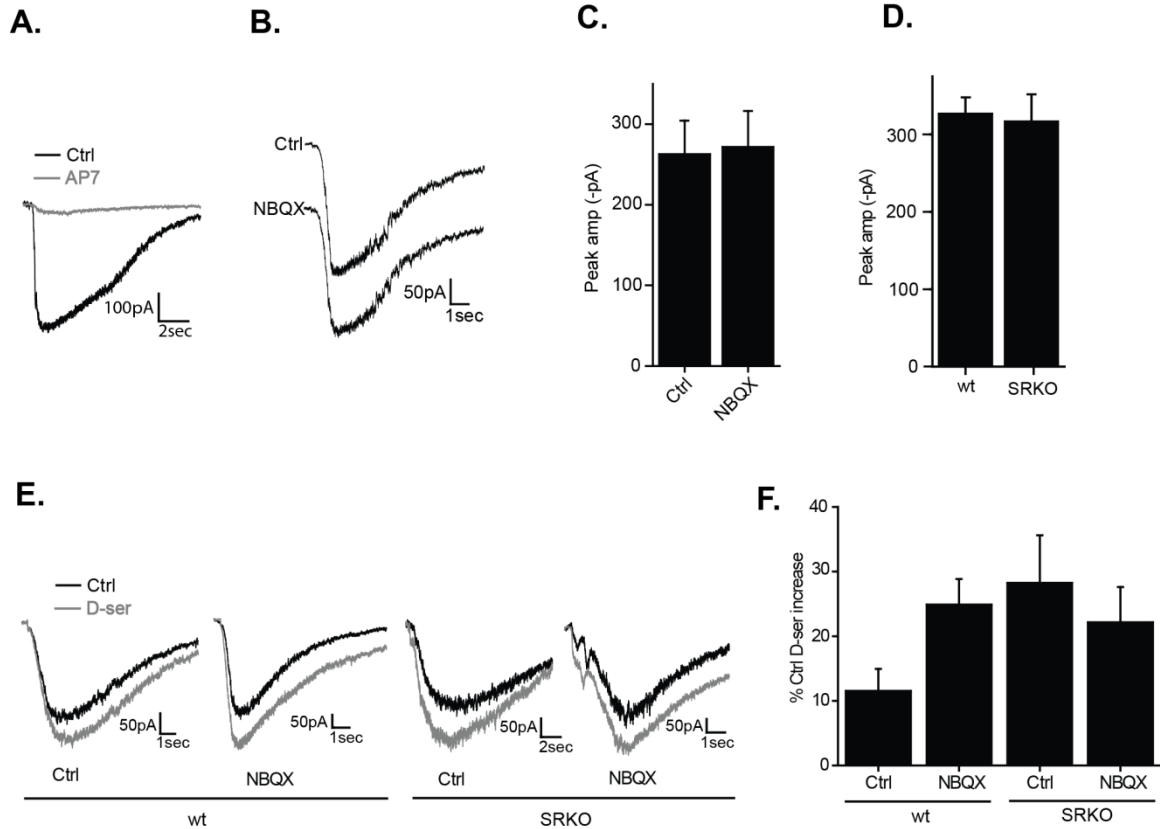 A.
Ctrl
AP7
100pA
2sec
B.
Ctrl
NBQX
50pA
1sec
C.
Peak amp (-pA)
300
200
100
0
Ctrl
NBQX
D.
Peak amp (-pA)
300
200
100
0
wt
SRKO
E.
Ctrl
D-ser
50pA
1sec
50pA
1sec
50pA
2sec
50pA
1sec
Ctrl
NBQX
Ctrl
NBQX
wt
SRKO
F.
% Ctrl D-ser increase
40
30
20
10
0
Ctrl
NBQX
Ctrl
NBQX
wt
SRKO